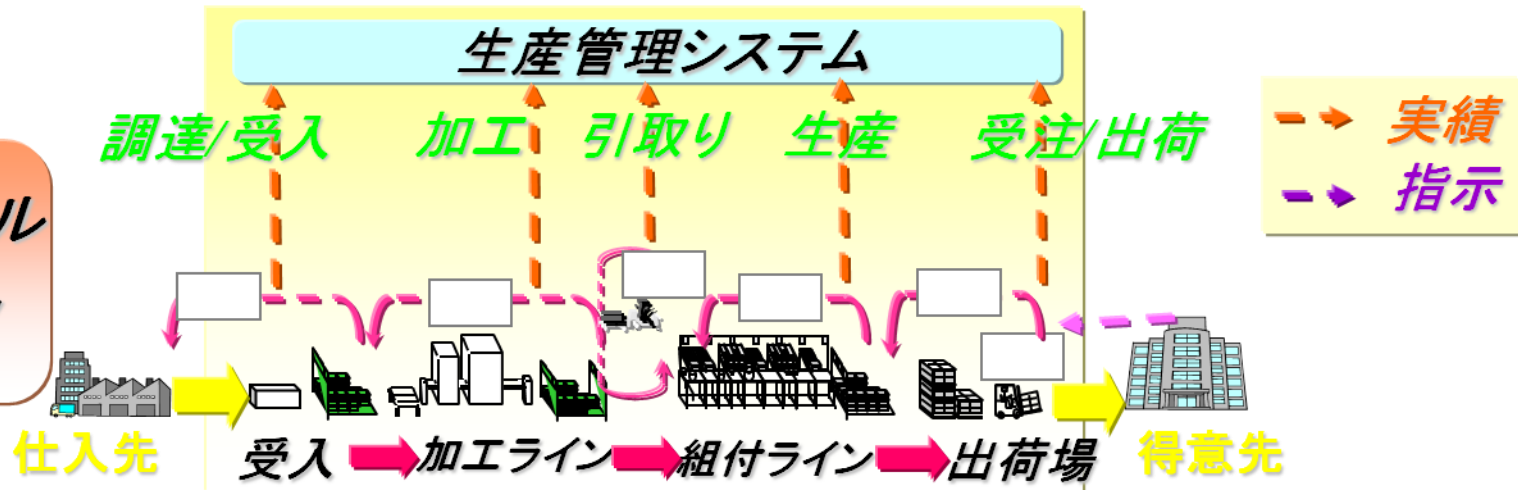 生産管理システム
調達/受入 加工 引取り 生産 受注/出荷
実績
指示
ル
仕入先
受入 加工ライン 組付ライン 出荷場
得意先